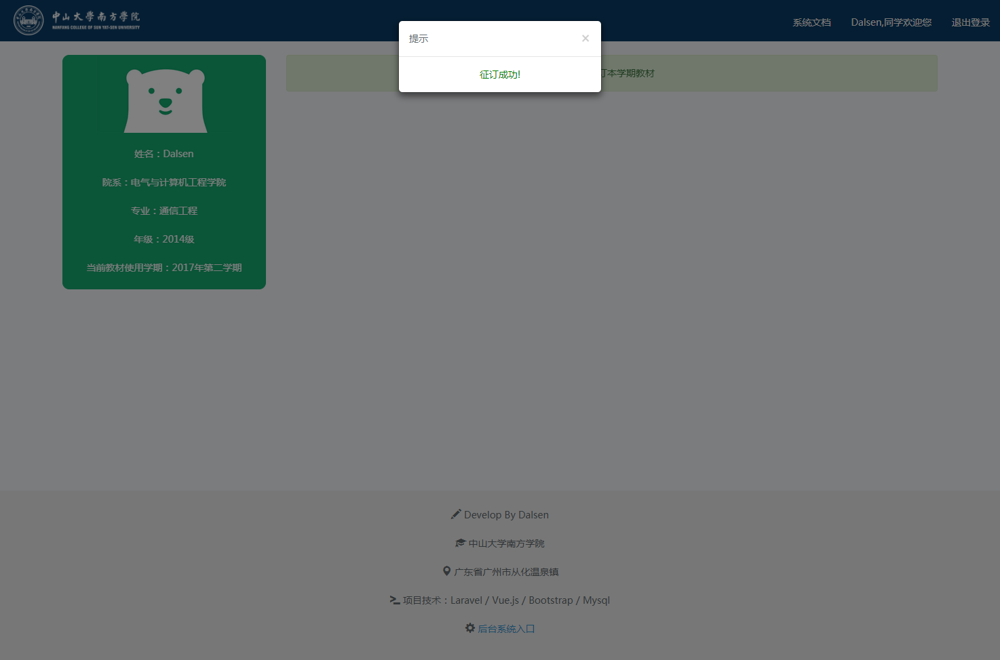 中山大學南方學院
NANFANG COLLEGE OF SUN YAT-SEN UNIVERSITY
系统文档
Dalsen,同学欢迎您
退出登录
提示
×
征订成功!
订本学期教材
姓名：Dalsen
院系：电气与计算机工程学院
专业：通信工程
年级：2014级
当前教材使用学期：2017年第二学期
Develop By Dalsen
中山大学南方学院
广东省广州市从化温泉镇
项目技术：Laravel / Vue.js / Bootstrap / Mysql
后台系统入口